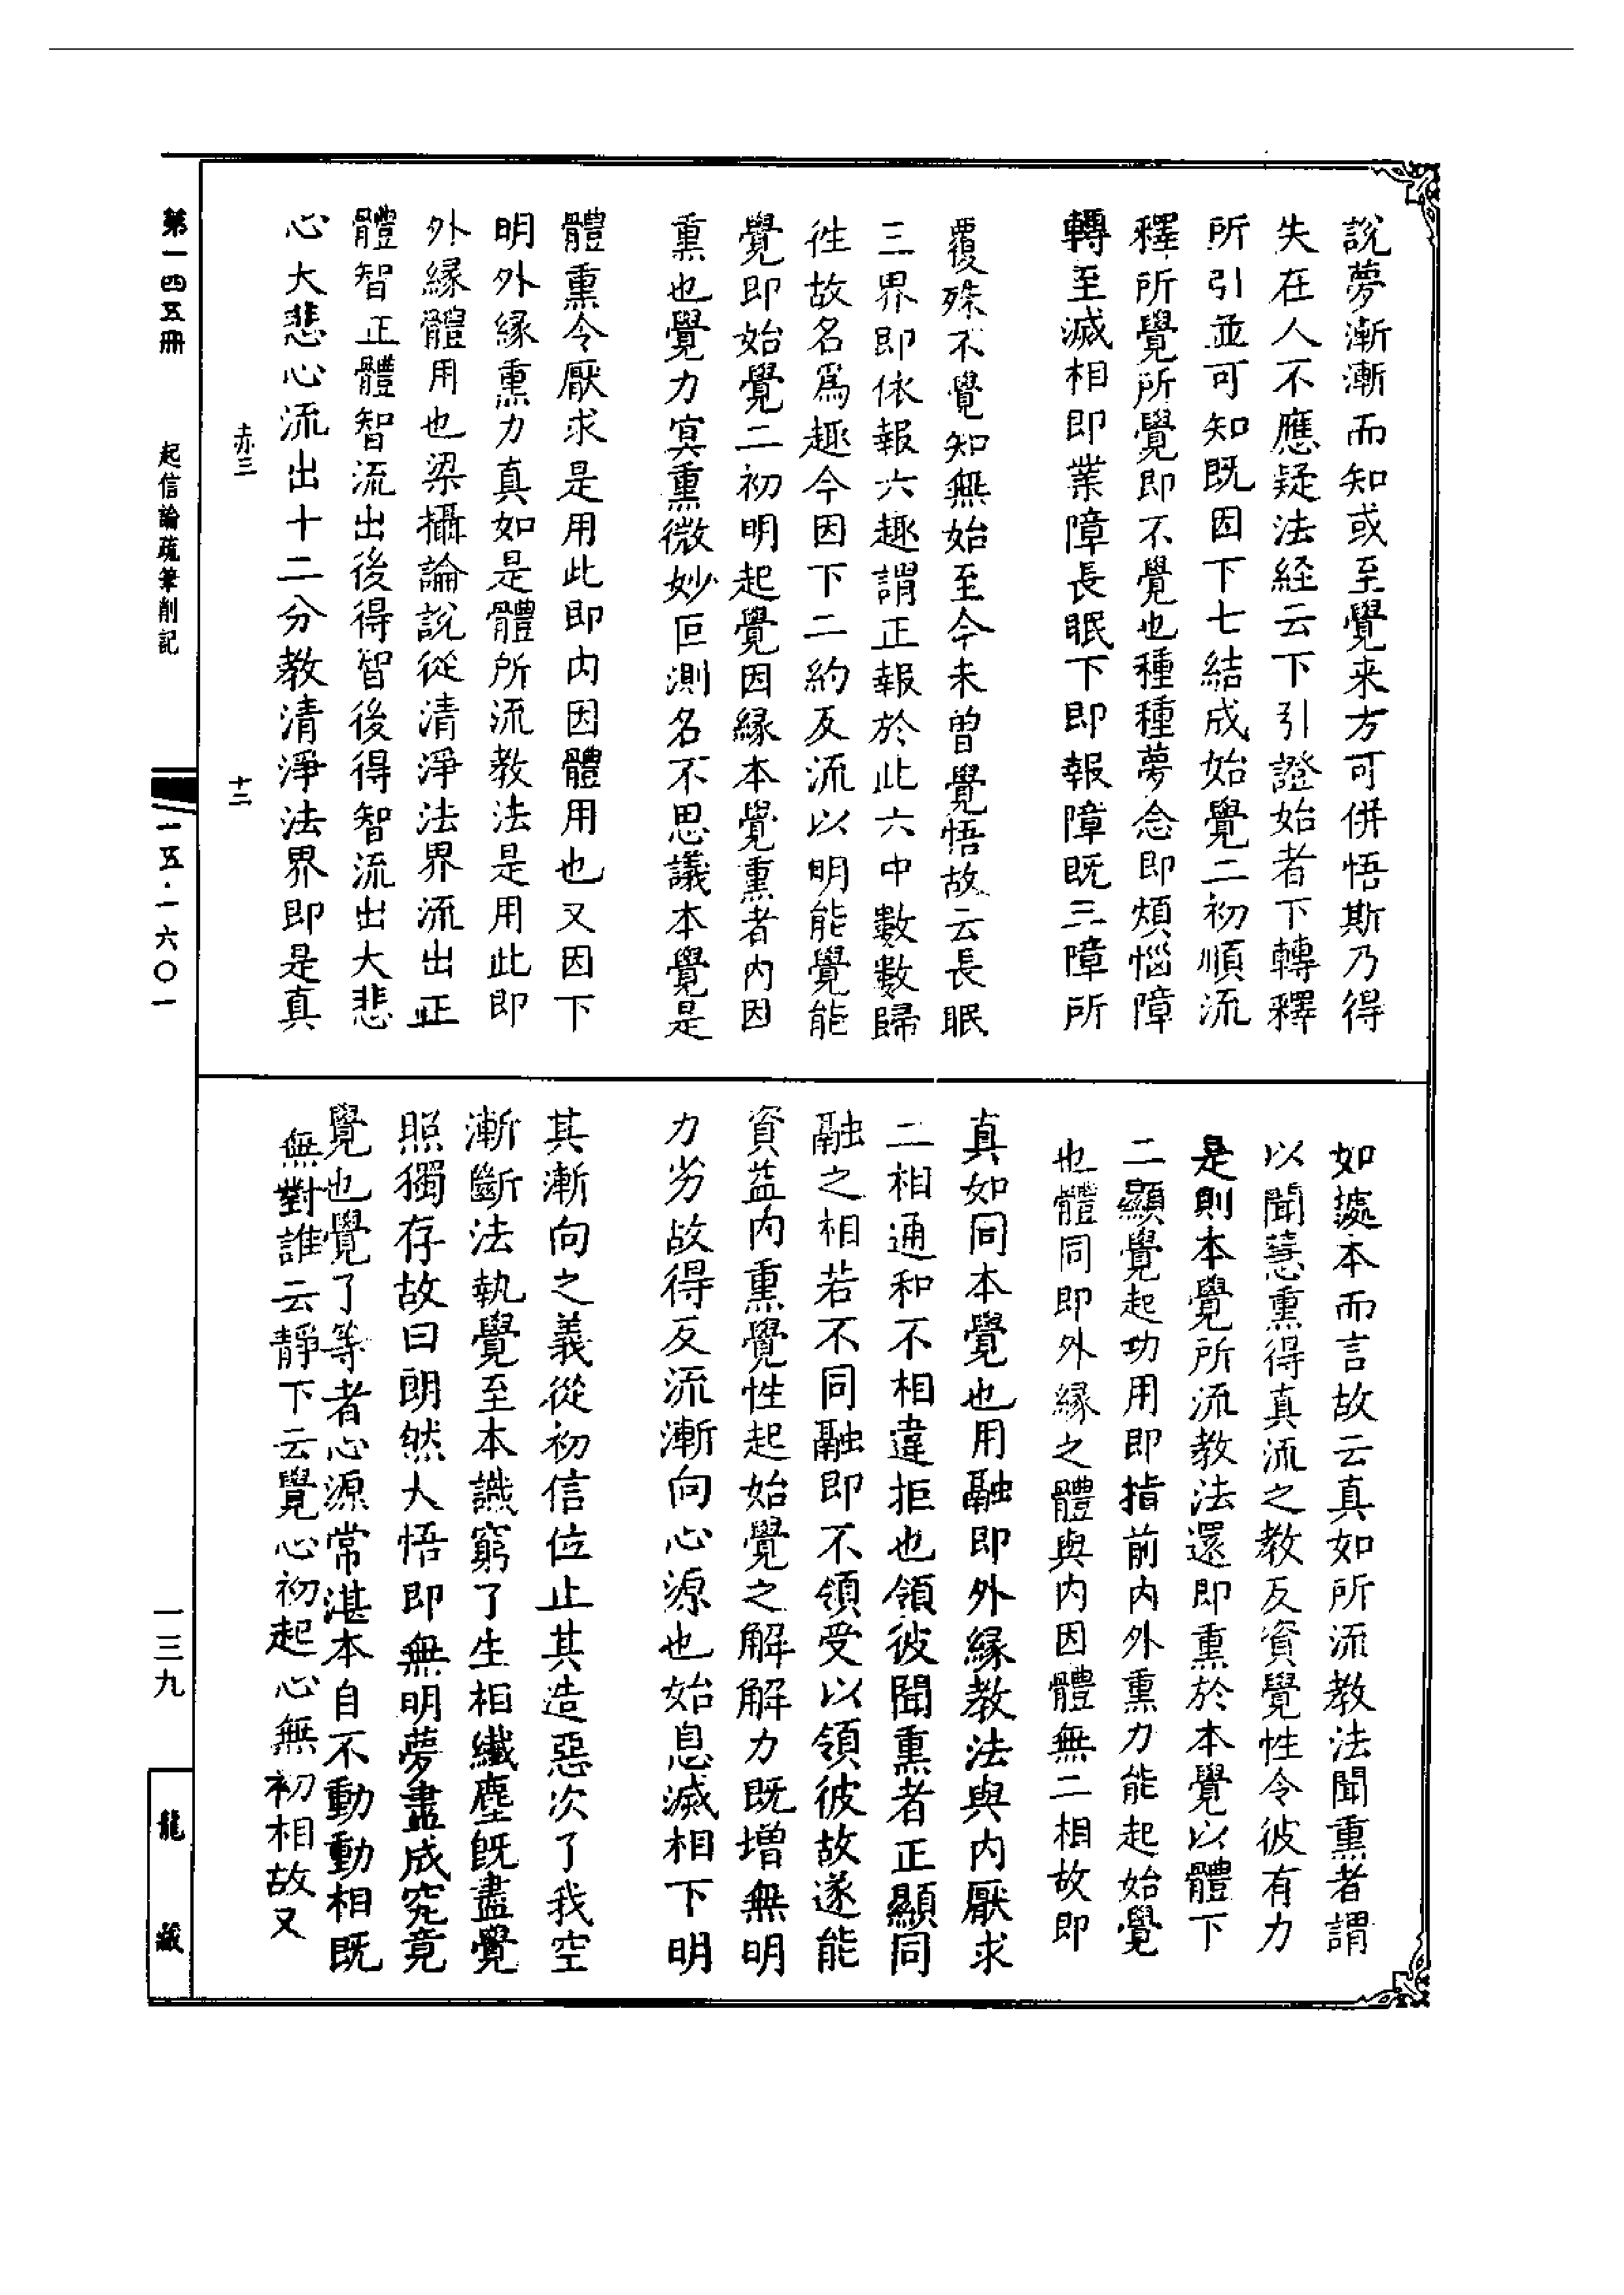 說夢漸漸而知或至覺来方可併悟斯乃得
失在人不應疑法経云下引證始者下轉釋
所引並可知既因下七結成始覺二初順流
釋所覺所覺即不覺也種種夢念即煩惱障
轉至滅相即業障長眠下即報障既三障所
覆殊不覺知無始至今未曾覺悟故云長眠
三界即依報六趣謂正報於此六中數數歸
徃故名爲趣今因下二約反流以明能覺能
覺即始覺二初明起覺因縁本覺熏者内因
熏也覺力㝠熏微妙叵測名不思議本覺是
體熏令厭求是用此即内因體用也又因下
明外縁熏力真如是體所流教法是用此即
外縁體用也梁攝論說從清淨法界流出正
體智正體智流出後得智後得智流出大悲
心大悲心流出十二分教清淨法界即是真
如㨿本而言故云真如所流教法聞熏者謂
以聞慧熏得真流之教反資覺性令彼有力
是則本覺所流教法還即熏於本覺以體下
二顯覺起功用即指前内外熏力能起始覺
也體同即外縁之體與内因體無二相故即
真如同本覺也用融即外縁教法與内厭求
二相通和不相違拒也領彼聞熏者正顯同
融之相若不同融即不領受以領彼故遂能
資益内熏覺性起始覺之解解力既增無明
力劣故得反流漸向心源也始息滅相下明
其漸向之義從初信位止其造惡次了我空
漸斷法執覺至本識窮了生相纎塵旣盡覺
照獨存故曰朗然大悟即無明夢盡成究竟
覺也覺了等者心源常湛本自不動動相既
無對誰云靜下云覺心初起心無初相故又
第一四五冊
起信論疏筆削記
赤三
十二
一五·一六〇一
一三九
龍藏